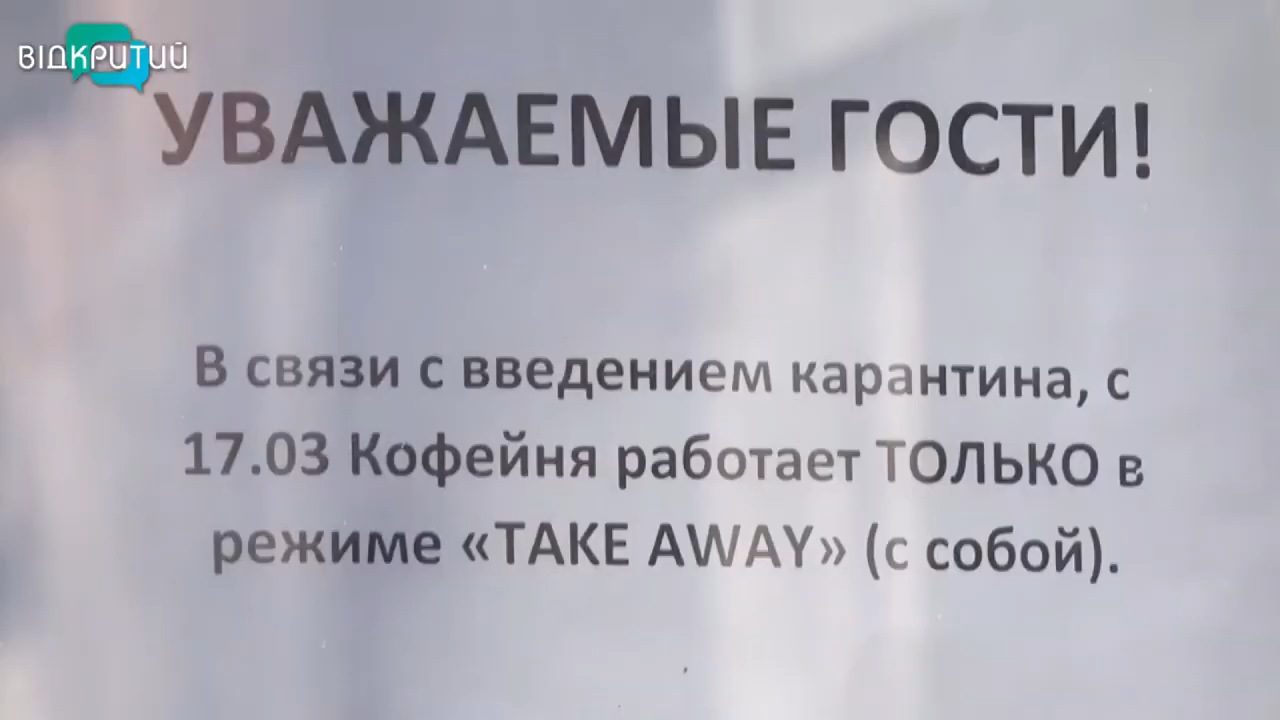 ВІДКРИТИЙ
УВАЖАЕМЫЕ ГОСТИ!
В связи с введением карантина, с
17.03 Кофейня работает ТОЛЬКО в
режиме «TAKE AWAY» (с собой).